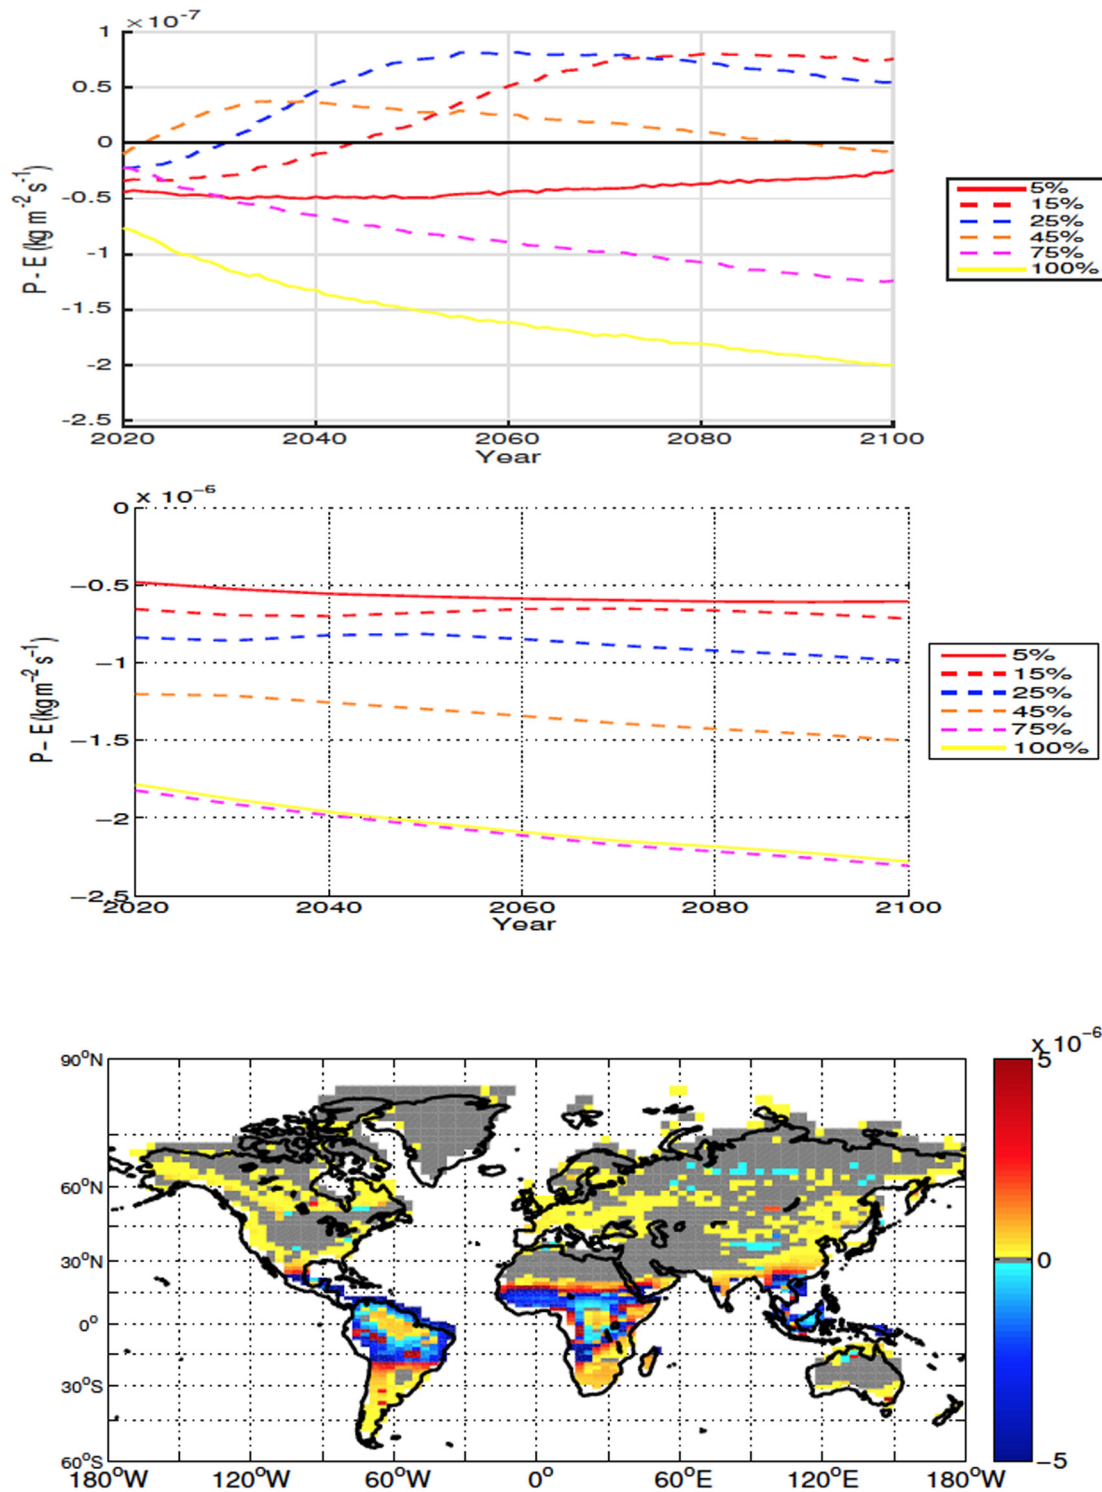 × 10⁻⁷
1
0.5
0
-0.5
-1
-1.5
-2
-2.5
P - E (kg m⁻² s⁻¹)
2020 2040 2060 2080 2100
Year
5%
15%
25%
45%
75%
100%
× 10⁻⁶
0
−0.5
−1
−1.5
−2
−2.5
P – E (kg m⁻² s⁻¹)
2020 2040 2060 2080 2100
Year
5%
15%
25%
45%
75%
100%
90°N
60°N
30°N
0°
30°S
60°S
180°W 120°W 60°W 0° 60°E 120°E 180°W
x 10⁻⁶
5
0
−5